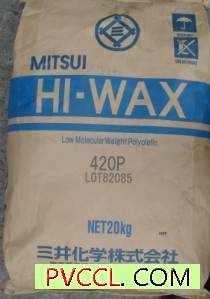 MITSUI
HI-WAX
Low Molecular Weight Polyolefin
420P
LOT82085
NET20kg
三井化学株式会社
PVCCL.COM